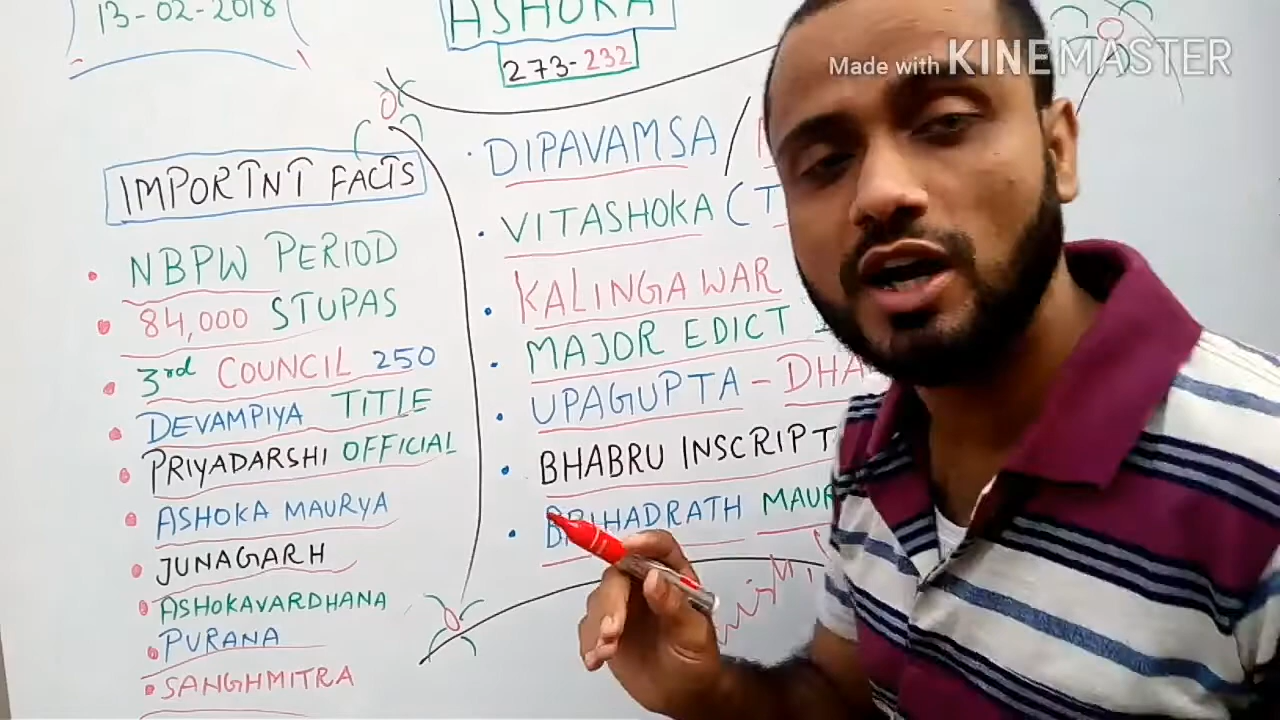 13-02-2018
ASHOKA
273-232
Made with KINEMASTER
IMPORTNT FACTS
NBPW PERIOD
84,000 STUPAS
3rd COUNCIL 250
DEVAMPIYA TITLE
PRIYADARSHI OFFICIAL
ASHOKA MAURYA
JUNAGARH
ASHOKAVARDHANA
PURANA
SANGHMITRA
DIPAVAMSA /
VITASHOKA (T
KALINGA WAR
MAJOR EDICT
UPAGUPTA - DHA
BHABRU INSCRIPT
BRIHADRATH MAUR